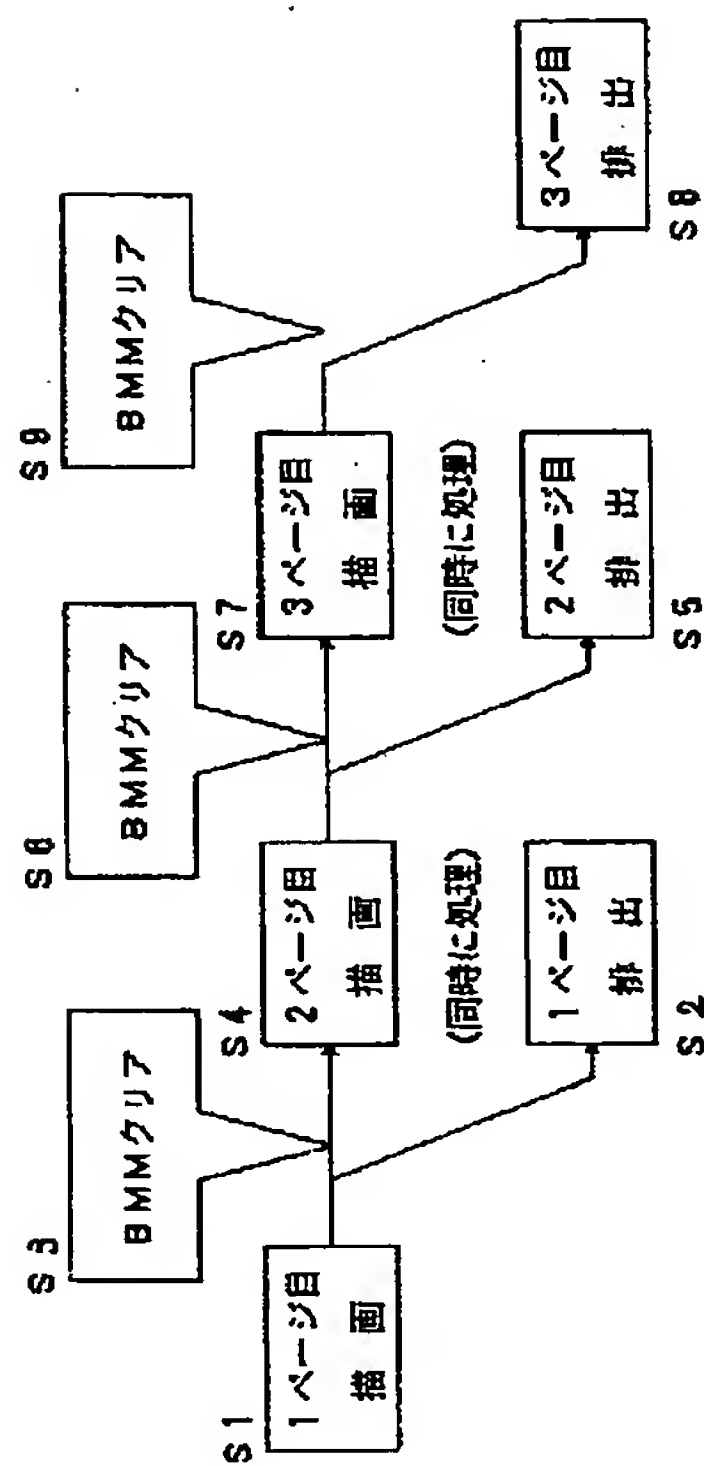 S1
1ページ目
描画
S3
BMMクリア
S2
1ページ目
排出
(同時に処理)
S4
2ページ目
描画
S6
BMMクリア
S5
2ページ目
排出
(同時に処理)
S7
3ページ目
描画
S9
BMMクリア
S8
3ページ目
排出